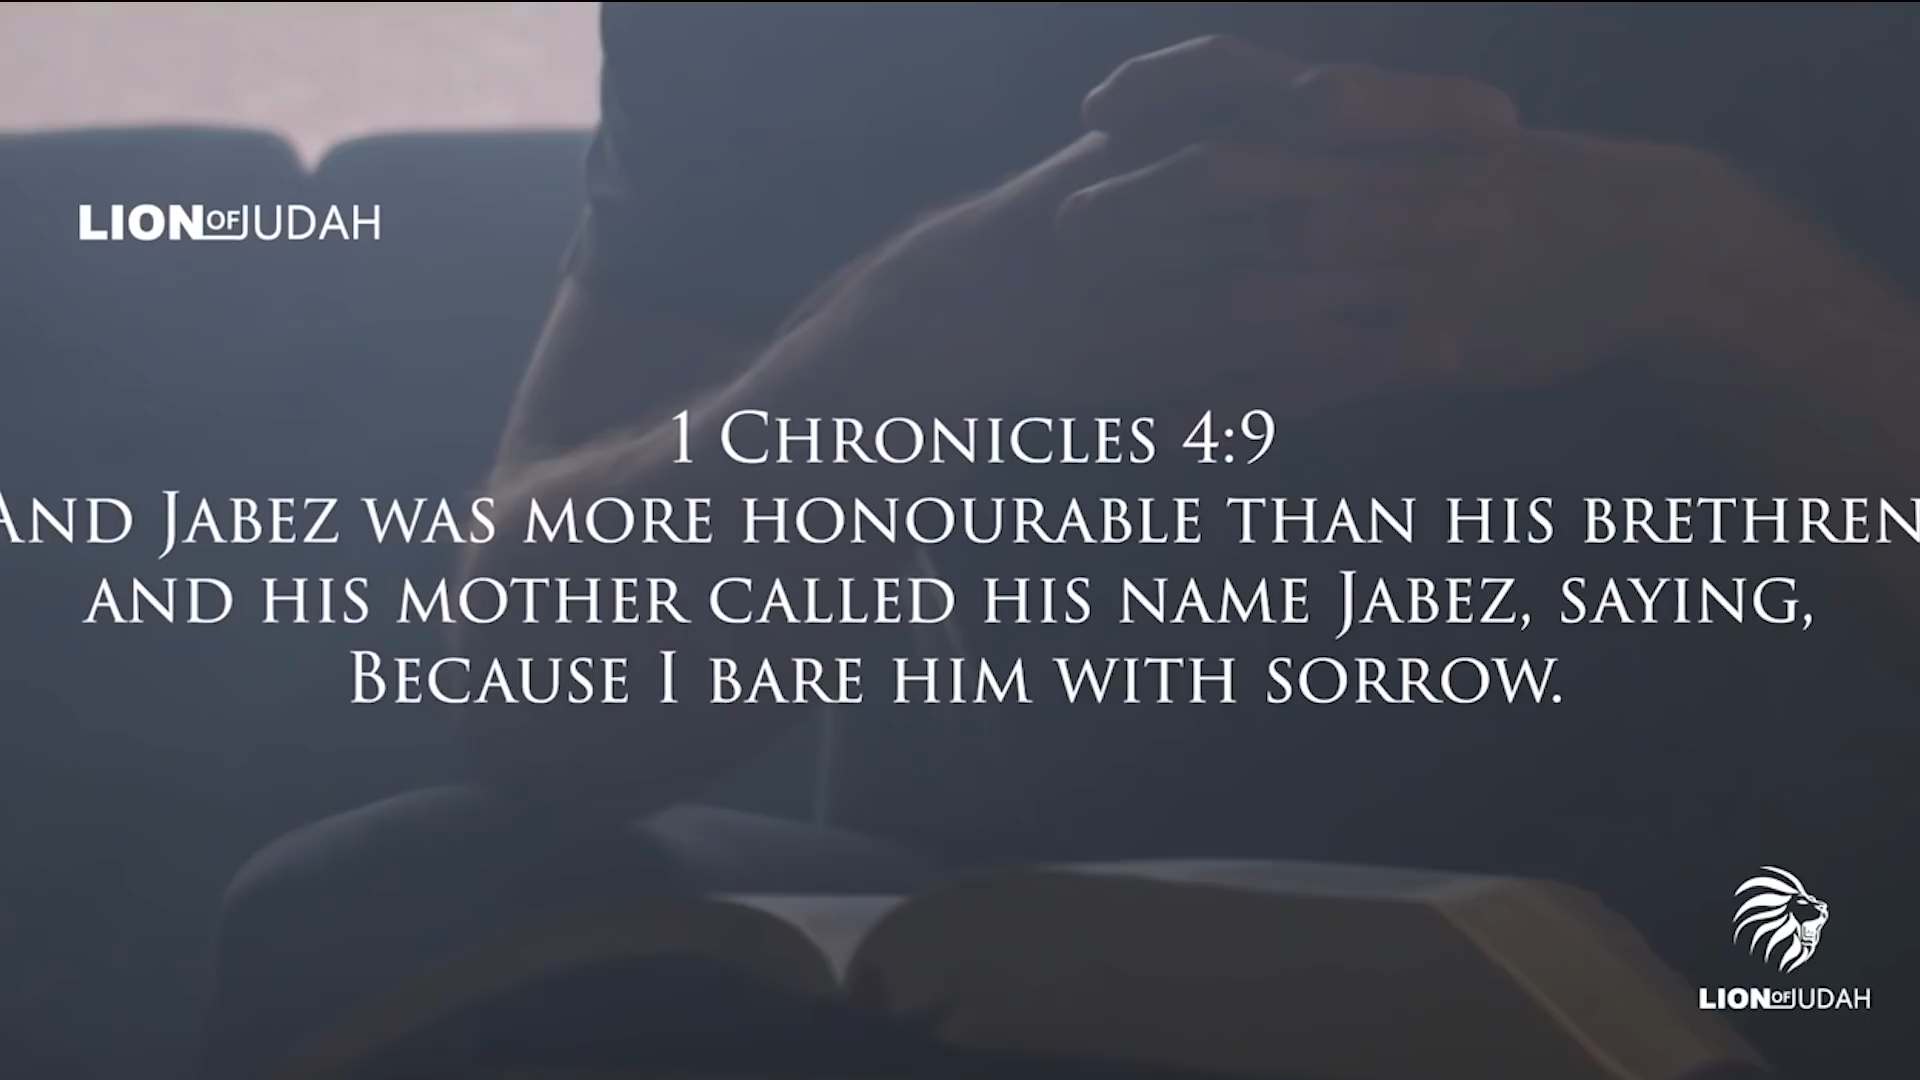 LION OF JUDAH
1 Chronicles 4:9
And Jabez was more honourable than his brethren
and his mother called his name Jabez, saying,
Because I bare him with sorrow.
LION OF JUDAH